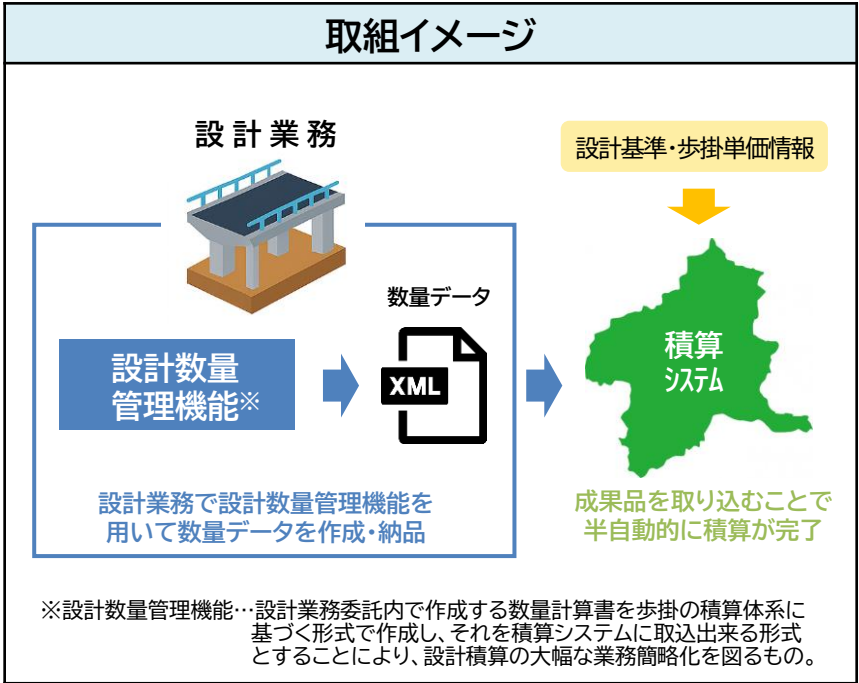 取組イメージ
設計業務
設計基準・歩掛単価情報
数量データ
設計数量
管理機能※
XML
積算
システム
設計業務で設計数量管理機能を
用いて数量データを作成・納品
成果品を取り込むことで
半自動的に積算が完了
※設計数量管理機能…設計業務委託内で作成する数量計算書を歩掛の積算体系に
基づく形式で作成し、それを積算システムに取込出来る形式
とすることにより、設計積算の大幅な業務簡略化を図るもの。